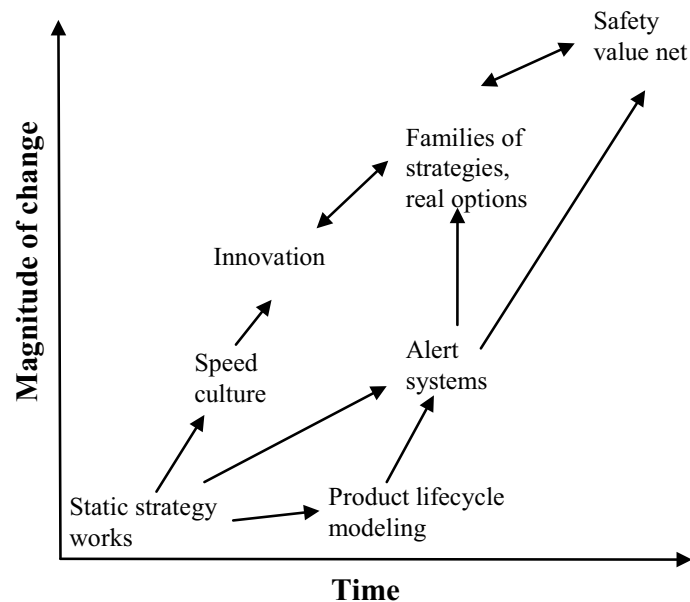 Safety
value net
Families of
strategies,
real options
Innovation
Alert
systems
Speed
culture
Product lifecycle
modeling
Static strategy
works
Magnitude of change
Time